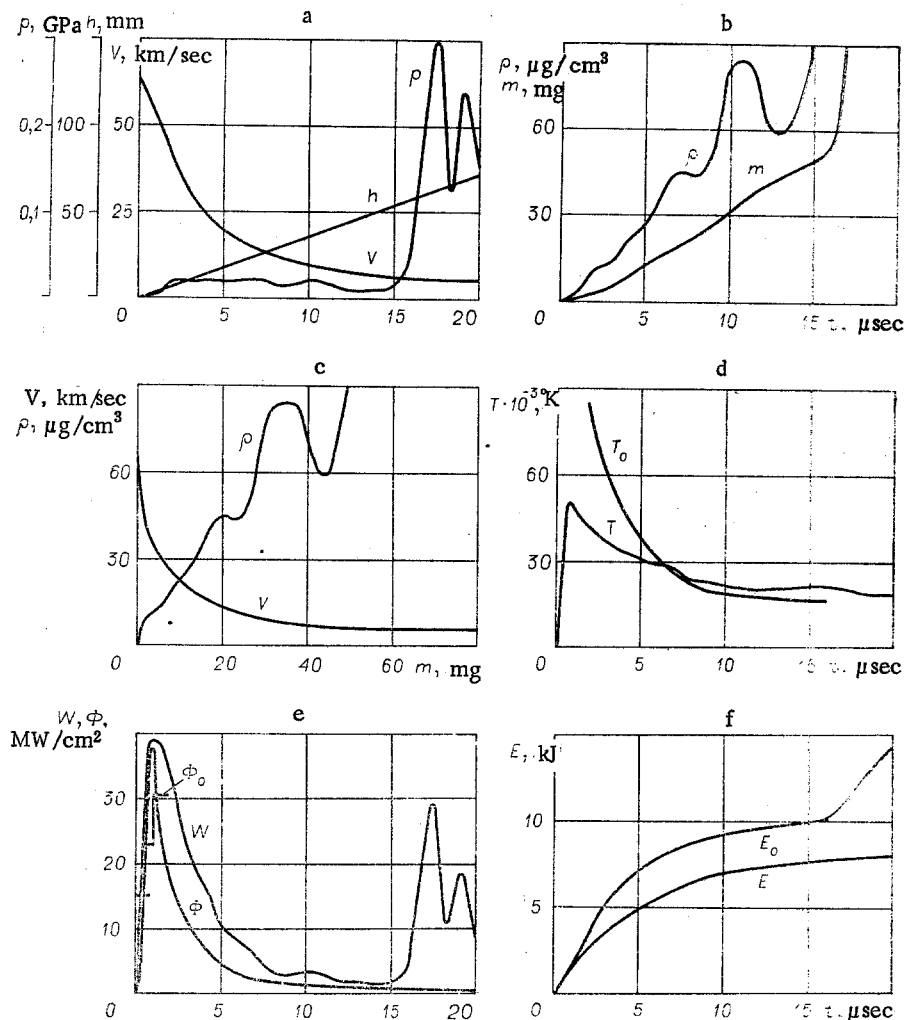 a
ρ, GPa h, mm
V, km/sec
0,2 100 50
0,1 50 25
p
h
V
0 5 10 15 20
b
ρ, µg/cm³
m, mg
60
30
ρ
m
0 5 10 15 t, µsec
c
V, km/sec
ρ, µg/cm³
60
30
ρ
V
0 20 40 60 m, mg
d
T·10⁻³, °K
60
30
T₀
T
0 5 10 15 t, µsec
e
W, Φ,
MW/cm²
30
20
10
Φ₀
W
Φ
0 5 10 15 20
f
E, kJ
10
5
E₀
E
0 5 10 15 t, µsec